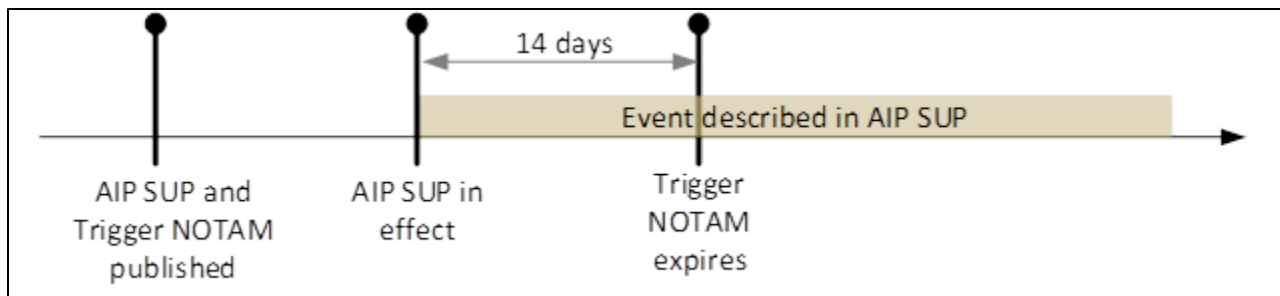 14 days
Event described in AIP SUP
AIP SUP and
Trigger NOTAM
published
AIP SUP in
effect
Trigger
NOTAM
expires